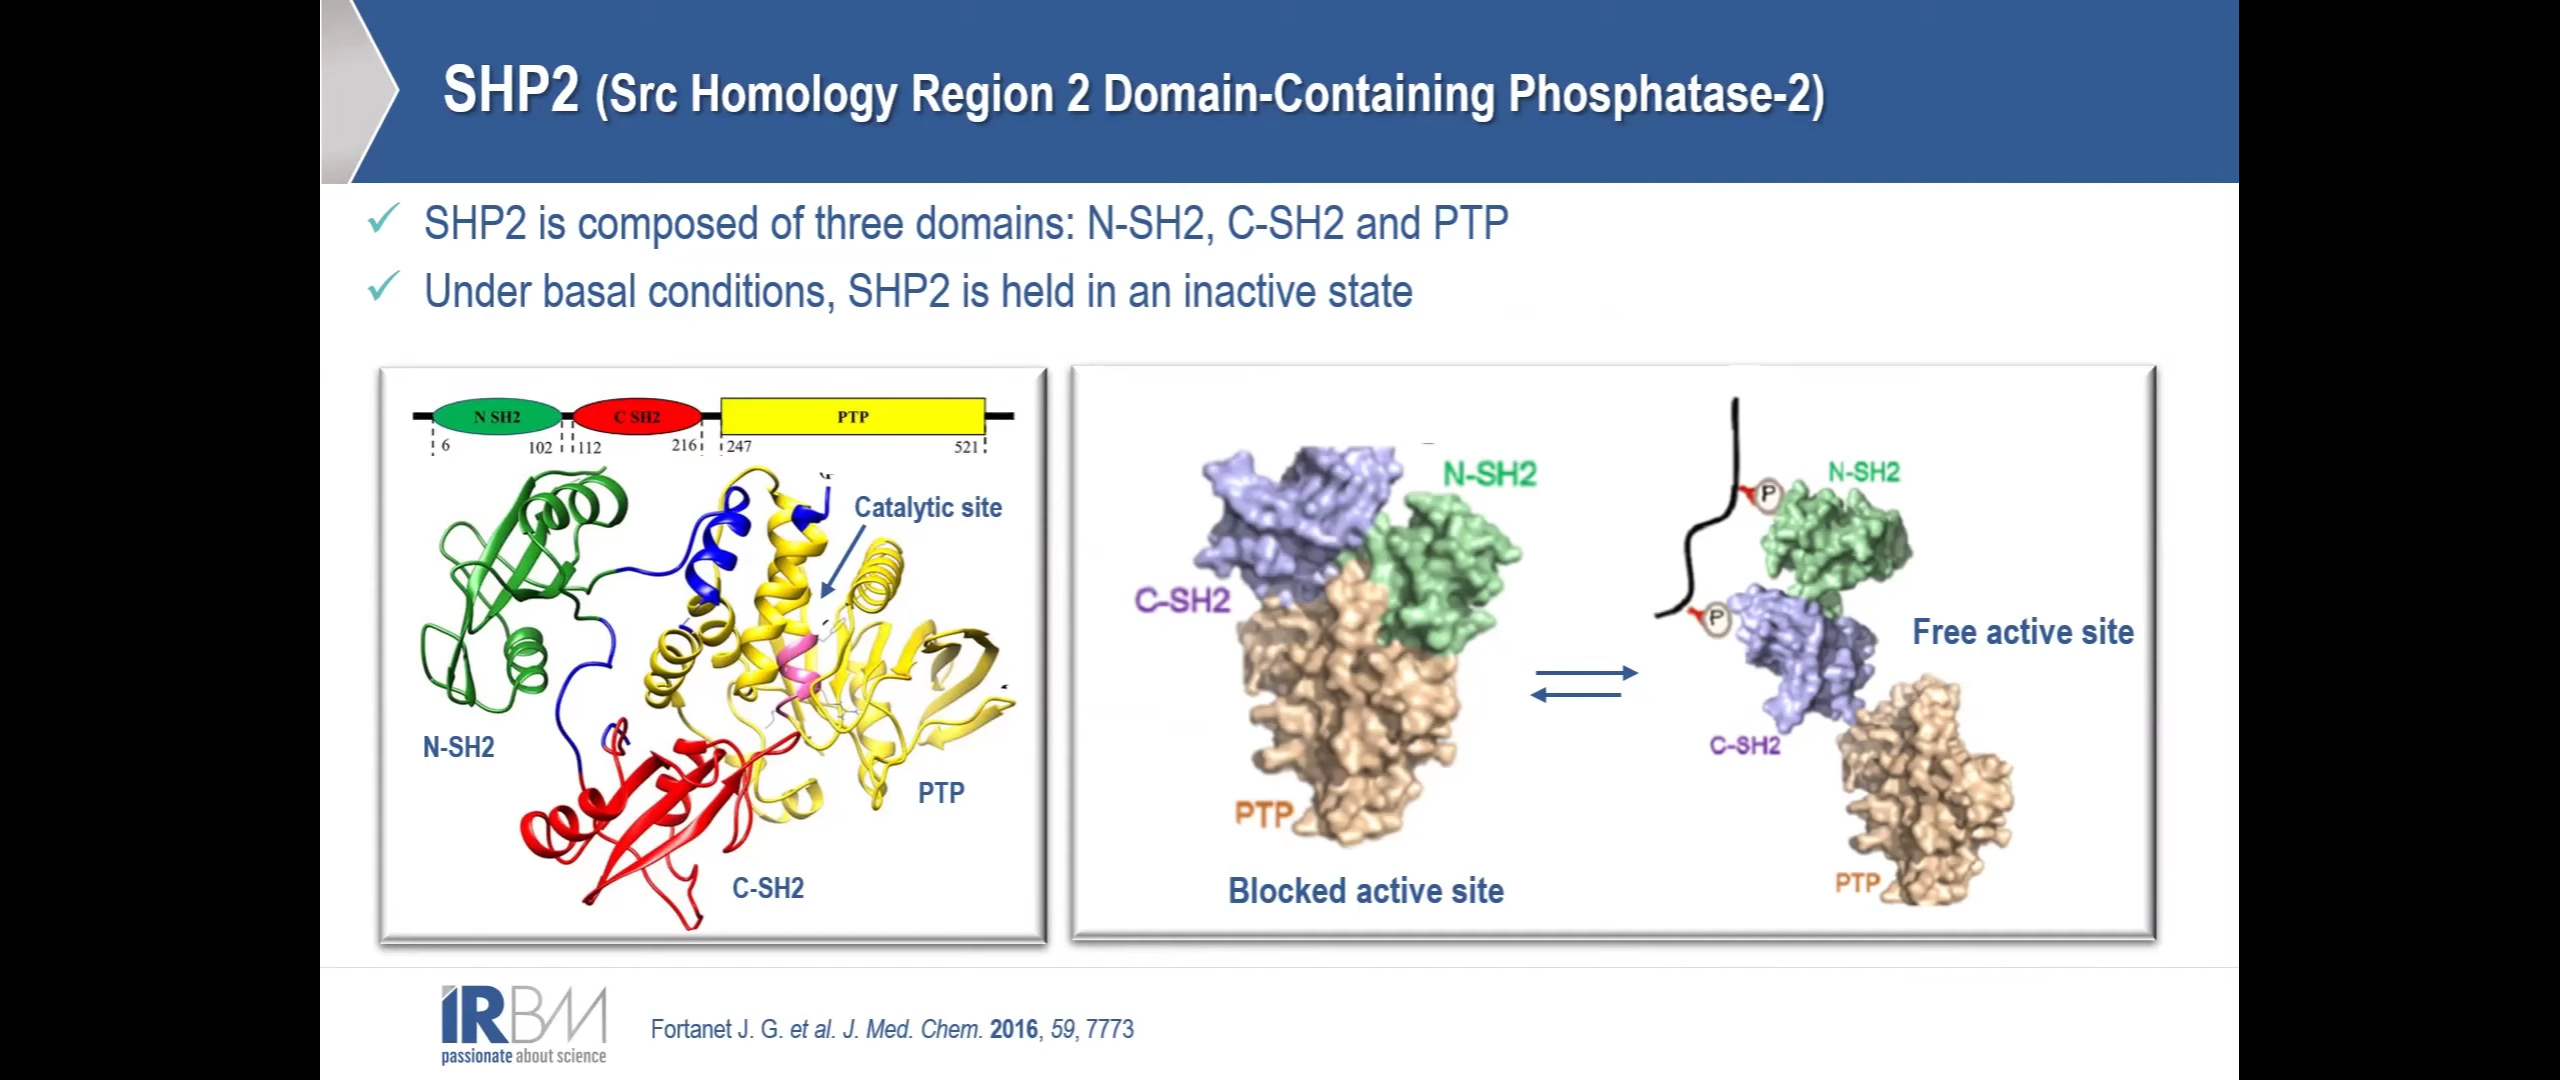 SHP2 (Src Homology Region 2 Domain-Containing Phosphatase-2)
✓ SHP2 is composed of three domains: N-SH2, C-SH2 and PTP
✓ Under basal conditions, SHP2 is held in an inactive state
N SH2 C SH2 PTP
6 102 112 216 247 521
Catalytic site
N-SH2
PTP
C-SH2
N-SH2
C-SH2
PTP
Blocked active site
P
N-SH2
P
Free active site
C-SH2
PTP
IRBM
passionate about science
Fortanet J. G. et al. J. Med. Chem. 2016, 59, 7773